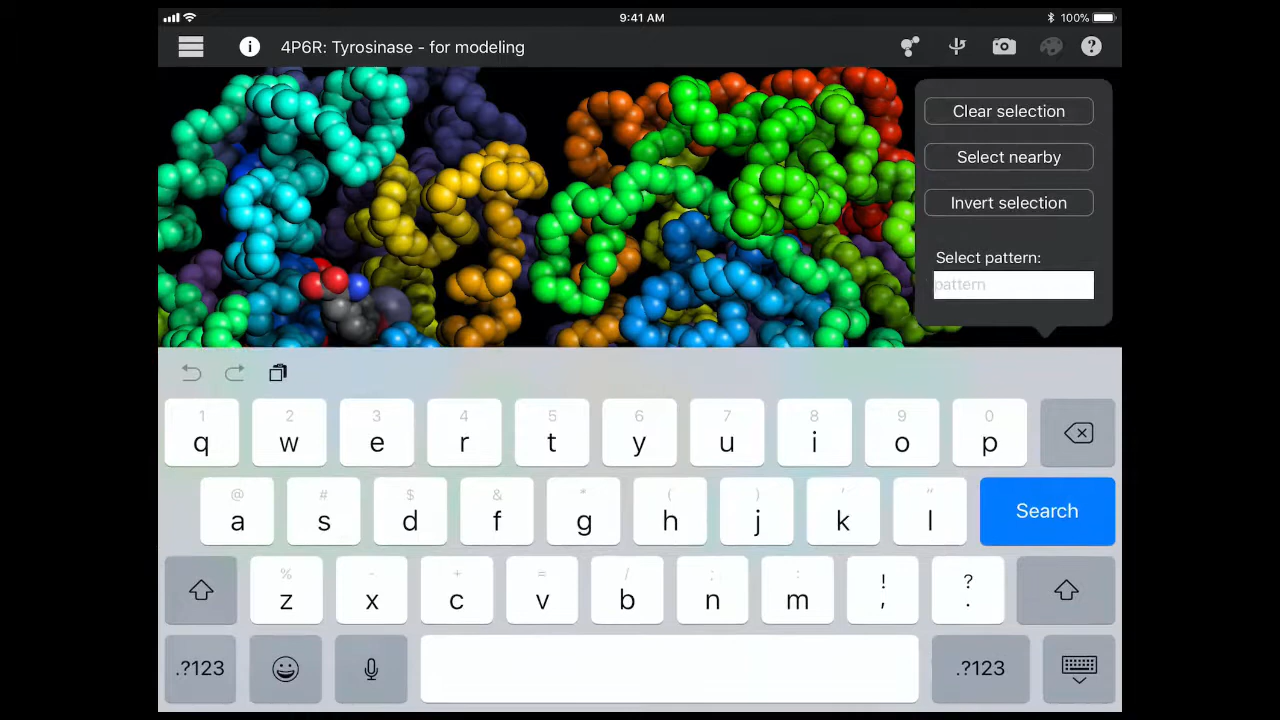 9:41 AM 100%
i 4P6R: Tyrosinase - for modeling ?
Clear selection
Select nearby
Invert selection
Select pattern:
pattern
1 2 3 4 5 6 7 8 9 0
q w e r t y u i o p
@ # $ & * ( ) ' "
a s d f g h j k l Search
% - + = / ; : ! ?
z x c v b n m , .
.?123 .?123